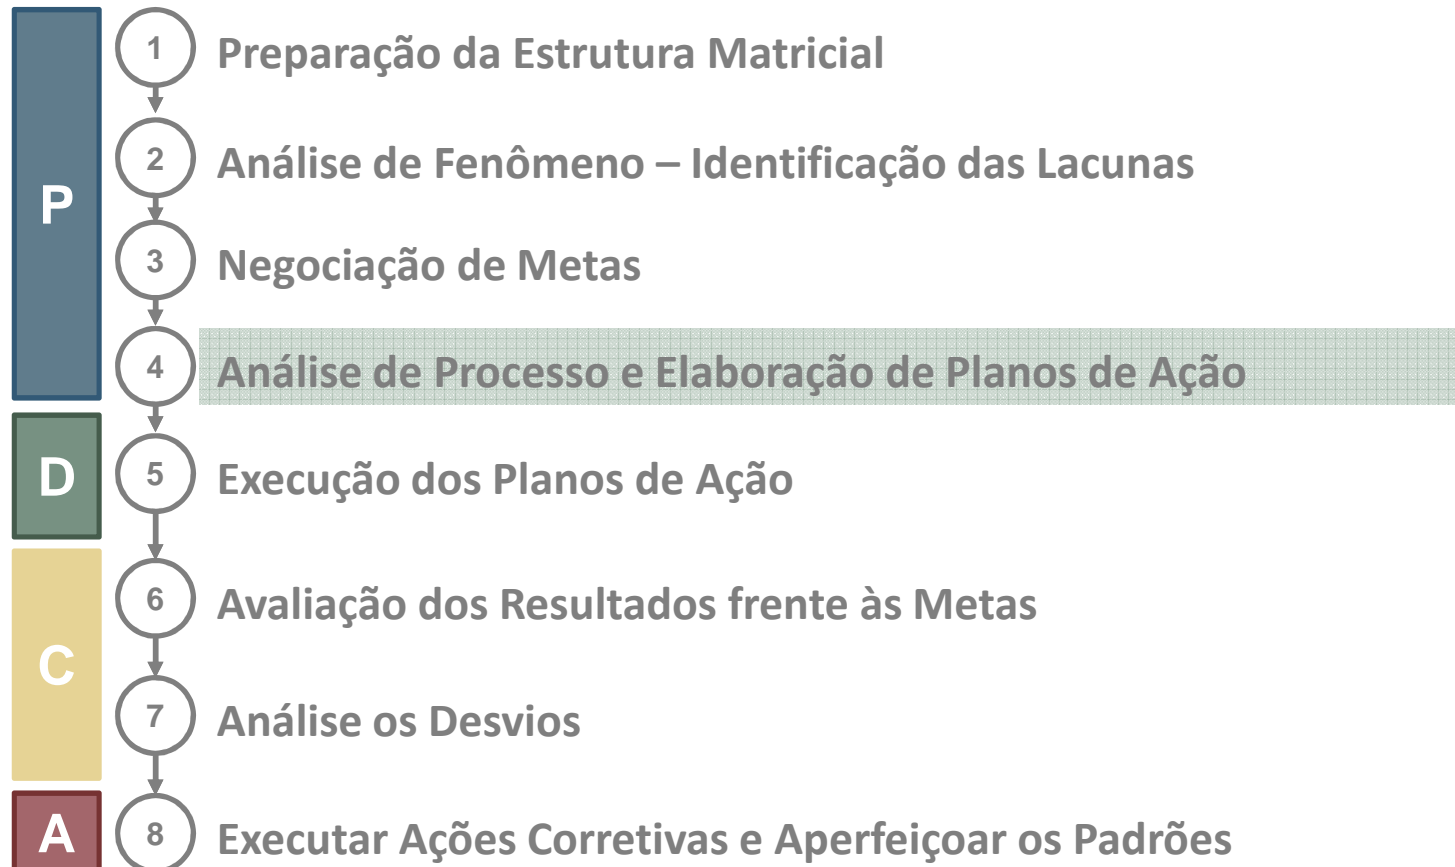 P
1 Preparação da Estrutura Matricial
2 Análise de Fenômeno – Identificação das Lacunas
3 Negociação de Metas
4 Análise de Processo e Elaboração de Planos de Ação
D
5 Execução dos Planos de Ação
C
6 Avaliação dos Resultados frente às Metas
7 Análise os Desvios
A
8 Executar Ações Corretivas e Aperfeiçoar os Padrões